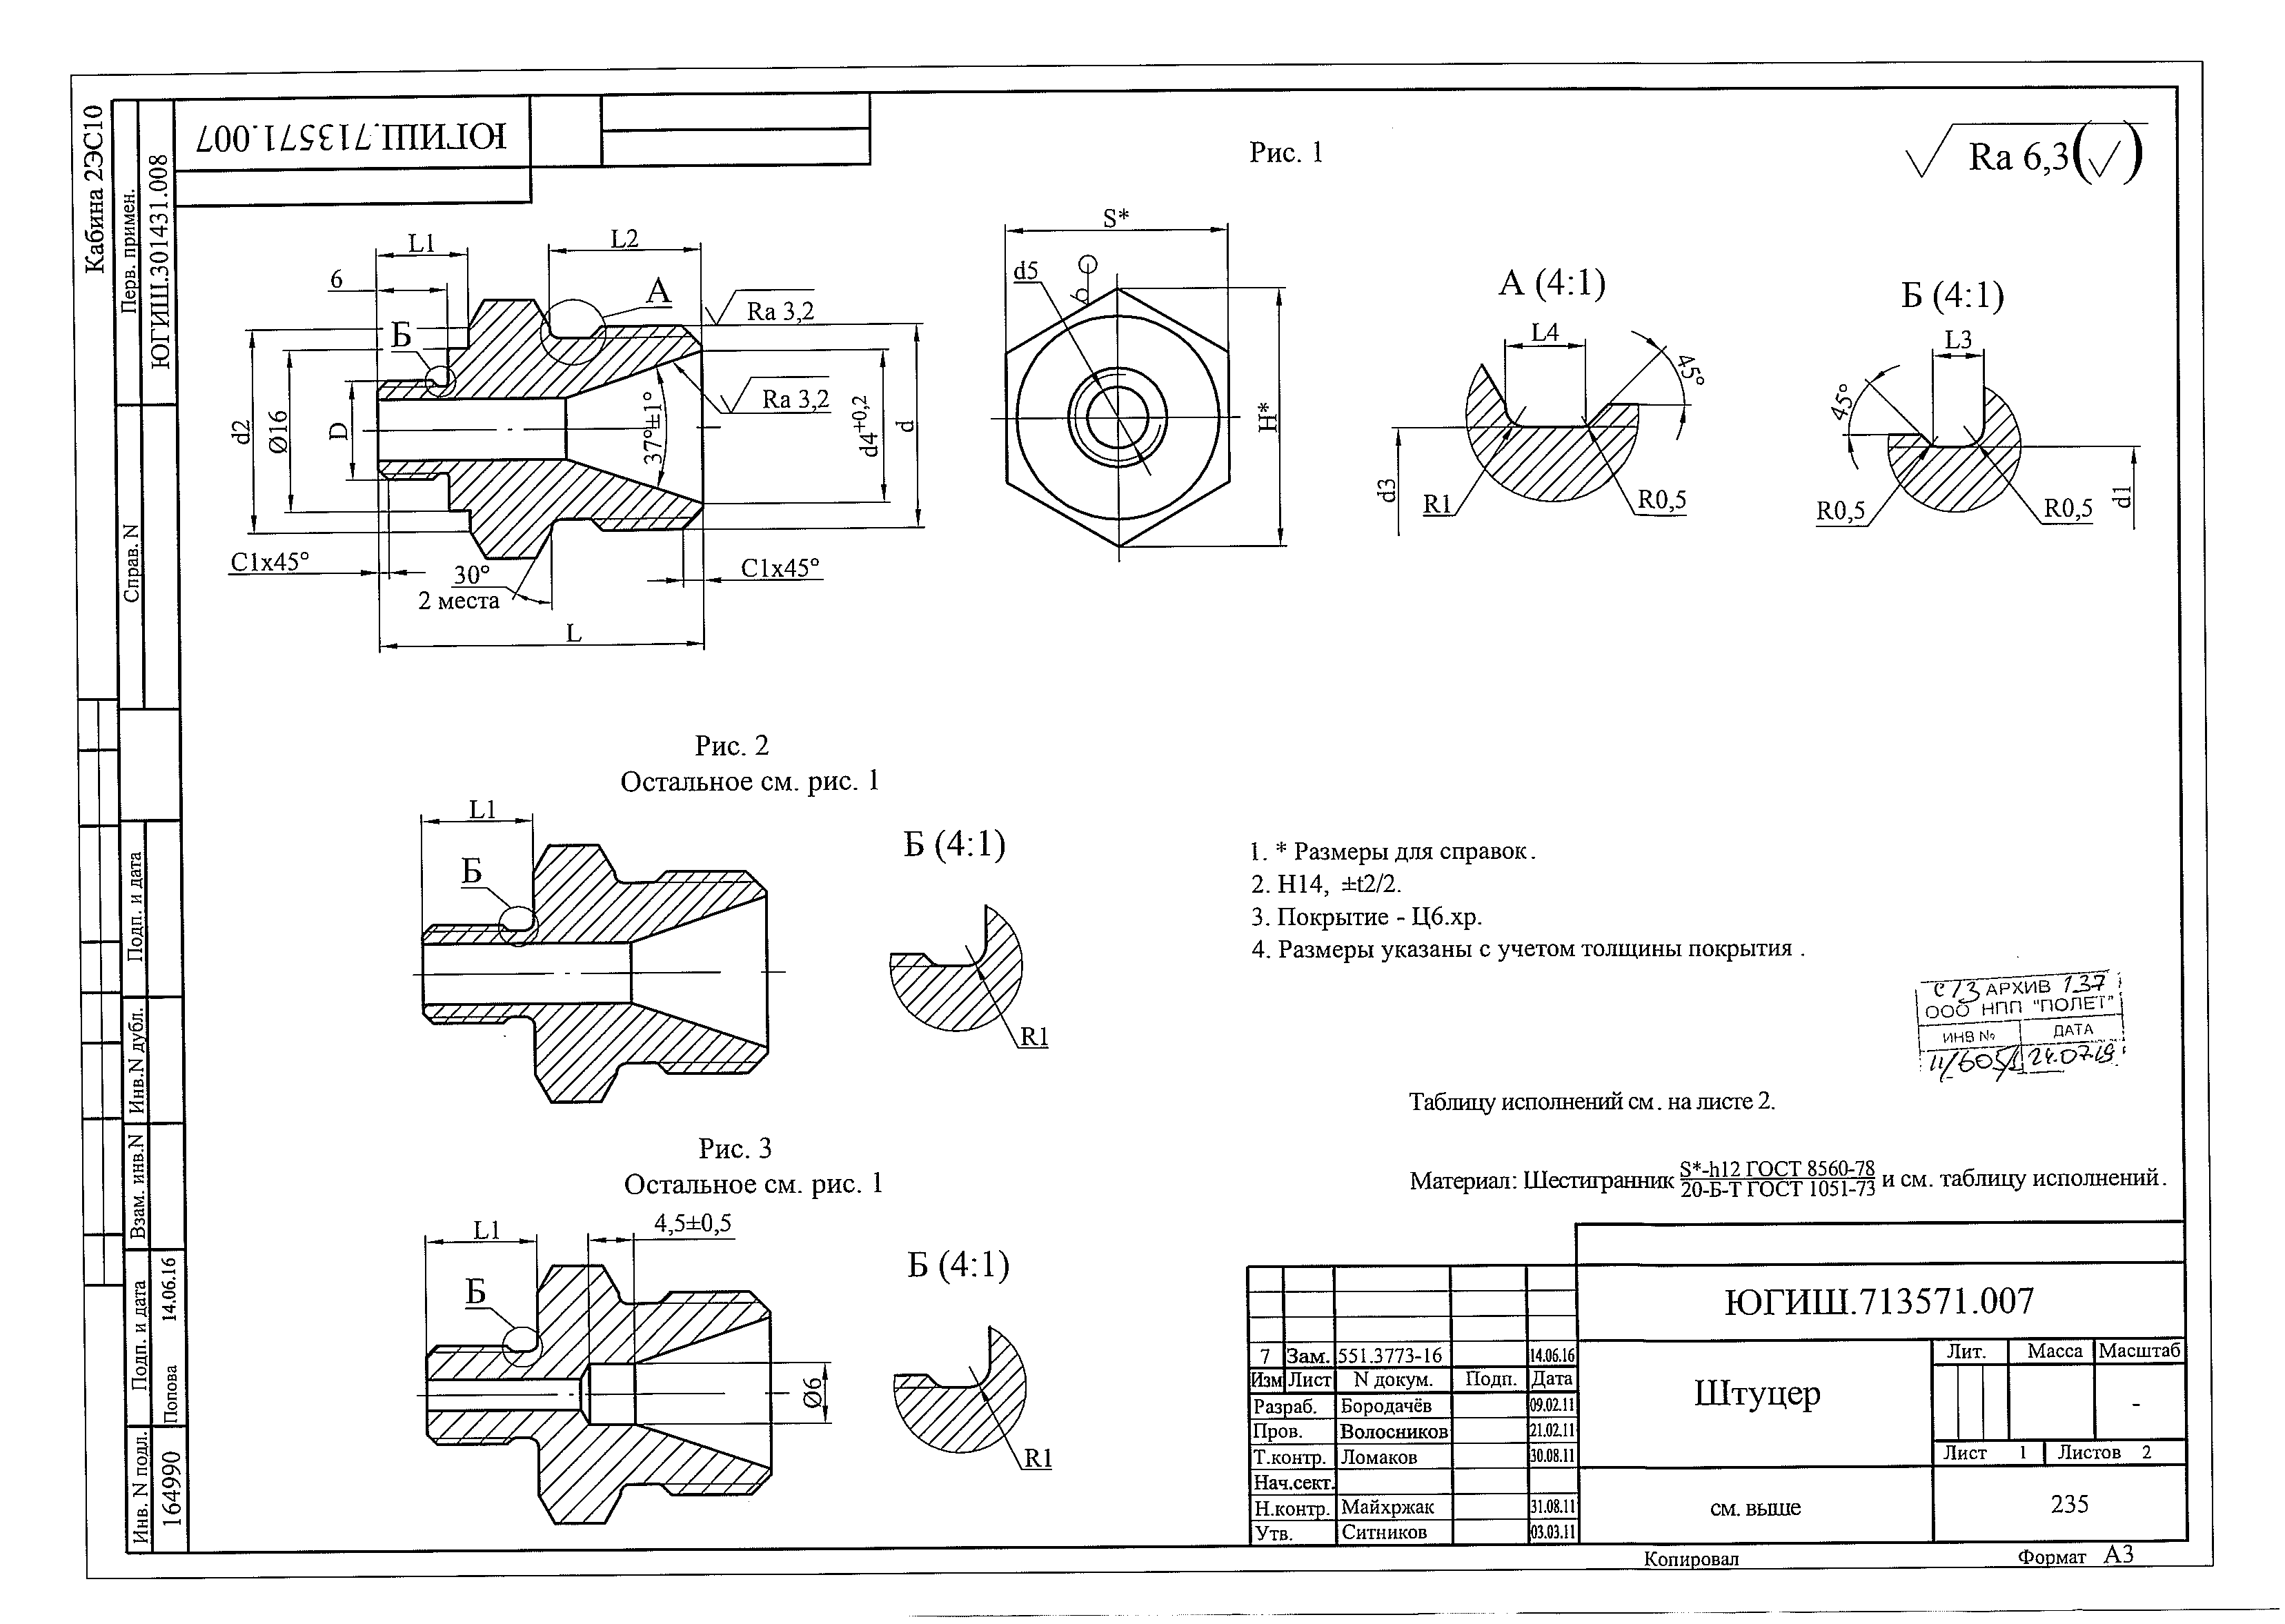 Кабина 2ЭС10
Перв. примен.
ЮГИШ.3014431.008
Справ. N
Подп. и дата
Инв.N дубл.
Взам. инв.N
Подп. и дата
Попова 14.06.16
Инв. N подл.
164990
ЮГИШ.713571.007
Рис. 1
Ra 6,3(√)
L1
L2
6
А
Б
Ra 3,2
Ra 3,2
d2
Ø16
D
37°±1°
d4+0,2
d
C1x45°
30°
2 места
C1x45°
L
S*
d5
H*
А (4:1)
L4
45°
d3
R1
R0,5
Б (4:1)
L3
45°
R0,5
R0,5
d1
Рис. 2
Остальное см. рис. 1
L1
Б
Б (4:1)
R1
Рис. 3
Остальное см. рис. 1
L1
4,5±0,5
Б
Ø6
Б (4:1)
R1
1. * Размеры для справок.
2. H14, ±t2/2.
3. Покрытие - Ц6.хр.
4. Размеры указаны с учетом толщины покрытия .
АРХИВ 137
ООО НПП "ПОЛЕТ"
ИНВ № ДАТА
11/605/1 24.07.19
Таблицу исполнений см. на листе 2.
Материал: Шестигранник S*-h12 ГОСТ 8560-78 и см. таблицу исполнений.
20-Б-Т ГОСТ 1051-73
ЮГИШ.713571.007
7 Зам. 551.3773-16 14.06.16
Изм Лист N докум. Подп. Дата
Разраб. Бородачёв 09.02.11
Пров. Волосников 21.02.11
Т.контр. Ломаков 30.08.11
Нач.сект.
Н.контр. Майхржак 31.08.11
Утв. Ситников 03.03.11
Штуцер
Лит. Масса Масштаб
-
Лист 1 Листов 2
см. выше
235
Копировал
Формат А3